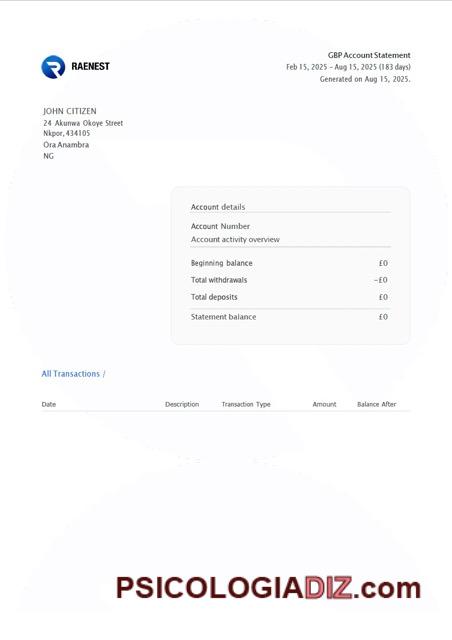 RAENEST
GBP Account Statement
Feb 15, 2025 – Aug 15, 2025 (183 days)
Generated on Aug 15, 2025.
JOHN CITIZEN
24 Akunwa Okoye Street
Nkpor,434105
Ora Anambra
NG
Account details
Account Number
Account activity overview
Beginning balance £0
Total withdrawals –£0
Total deposits £0
Statement balance £0
All Transactions /
Date Description Transaction Type Amount Balance After
PSICOLOGIADIZ.com